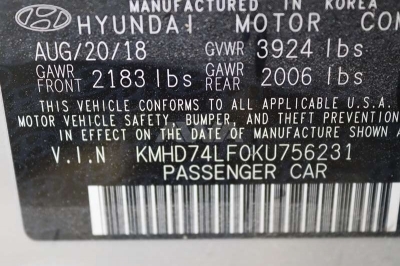 MANUFACTURED IN KOREA
HYUNDAI MOTOR CO
AUG/20/18 GVWR 3924 lbs
GAWR FRONT 2183 lbs GAWR REAR 2006 lbs
THIS VEHICLE CONFORMS TO ALL APPLICABLE U.S.A.
MOTOR VEHICLE SAFETY, BUMPER, AND THEFT PREVENTION
IN EFFECT ON THE DATE OF MANUFACTURE SHOWN AB
V.I.N KMHD74LF0KU756231
PASSENGER CAR